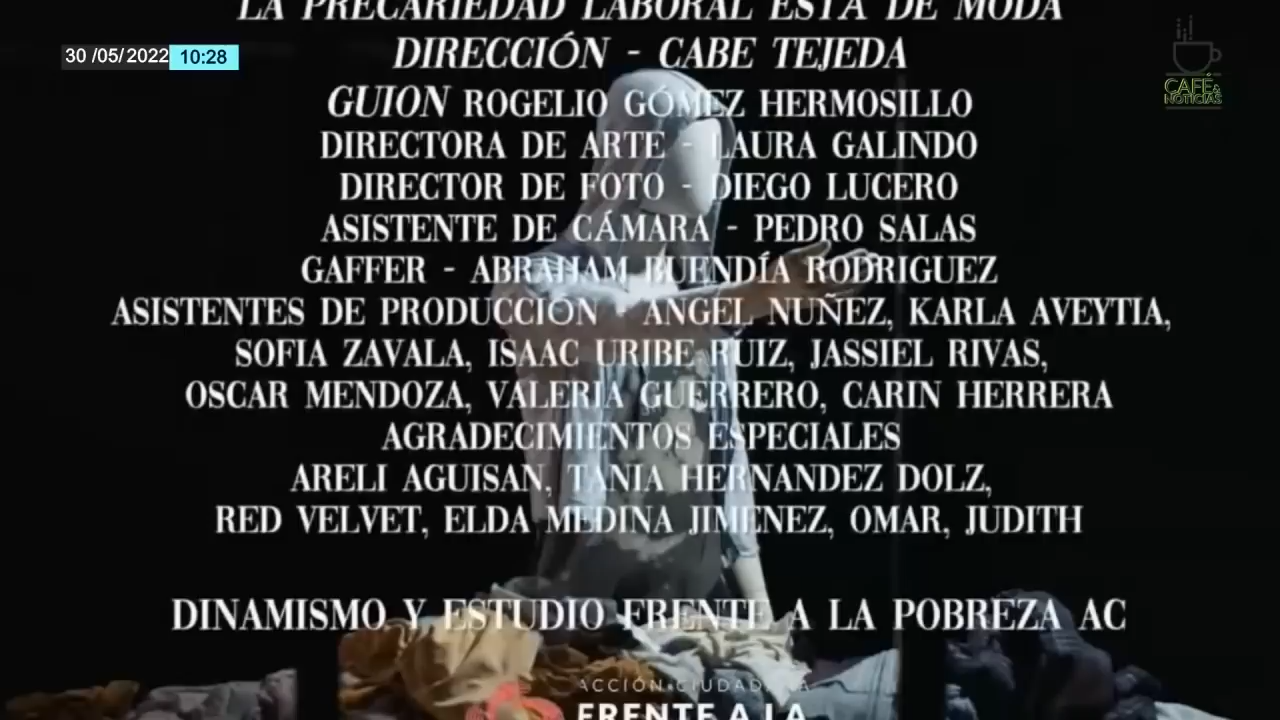 LA PRECARIEDAD LABORAL ESTÁ DE MODA
30 /05/2022 10:28
DIRECCIÓN - CABE TEJEDA
CAFÉ & NOTICIAS
GUION ROGELIO GÓMEZ HERMOSILLO
DIRECTORA DE ARTE - LAURA GALINDO
DIRECTOR DE FOTO - DIEGO LUCERO
ASISTENTE DE CÁMARA - PEDRO SALAS
GAFFER - ABRAHAM BUENDÍA RODRIGUEZ
ASISTENTES DE PRODUCCIÓN - ANGEL NUÑEZ, KARLA AVEYTIA,
SOFIA ZAVALA, ISAAC URIBE RUIZ, JASSIEL RIVAS,
OSCAR MENDOZA, VALERIA GUERRERO, CARIN HERRERA
AGRADECIMIENTOS ESPECIALES
ARELI AGUISAN, TANIA HERNANDEZ DOLZ,
RED VELVET, ELDA MEDINA JIMENEZ, OMAR, JUDITH
DINAMISMO Y ESTUDIO FRENTE A LA POBREZA AC
ACCIÓN CIUDADANA
FRENTE A LA